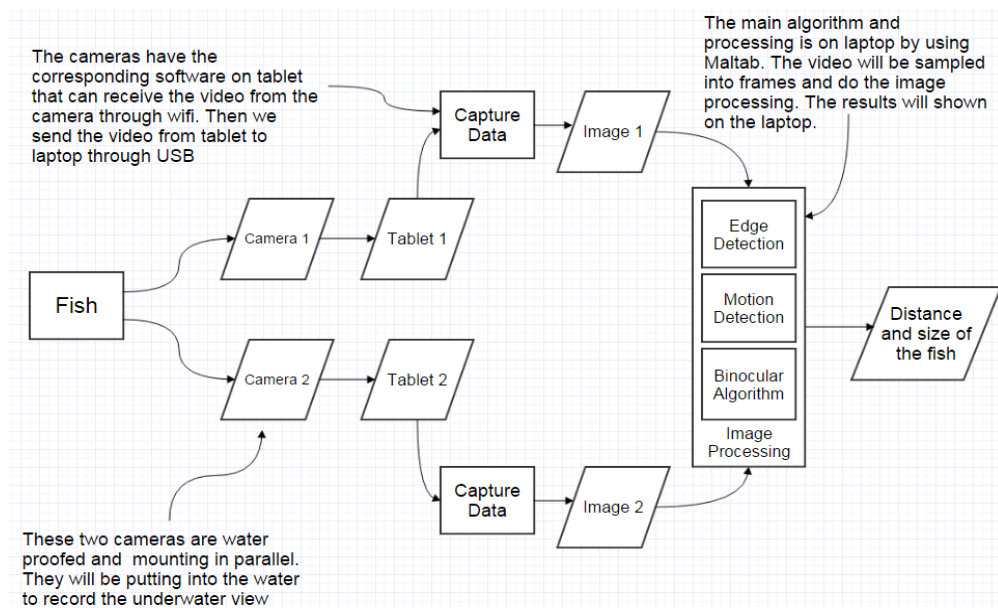 The cameras have the
corresponding software on tablet
that can receive the video from the
camera through wifi. Then we
send the video from tablet to
laptop through USB
The main algorithm and
processing is on laptop by using
Maltab. The video will be sampled
into frames and do the image
processing. The results will shown
on the laptop.
Capture
Data
Image 1
Camera 1
Tablet 1
Fish
Edge
Detection
Motion
Detection
Binocular
Algorithm
Image
Processing
Distance
and size of
the fish
Camera 2
Tablet 2
Capture
Data
Image 2
These two cameras are water
proofed and mounting in parallel.
They will be putting into the water
to record the underwater view